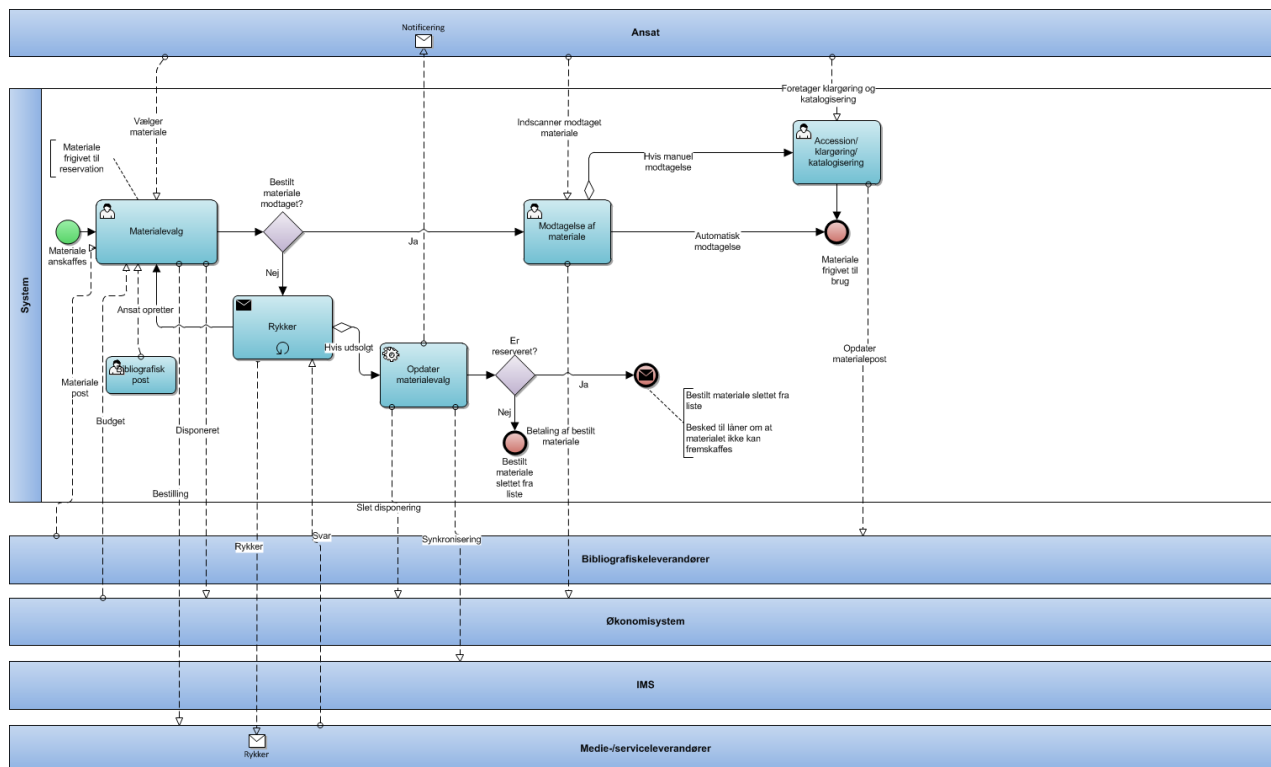 Notificering
Ansat
System
Foretager klargøring og
katalogisering
Vælger
materiale
Indscanner modtaget
materiale
Materiale
frigivet til
reservation
Accession/
klargøring/
katalogisering
Hvis manuel
modtagelse
Bestilt
materiale
modtaget?
Materialevalg
Modtagelse af
materiale
Ja
Automatisk
modtagelse
Materiale
anskaffes
Materiale
frigivet til
brug
Nej
Ansat opretter
Rykker
Hvis udsolgt
Er
reserveret?
Opdater
materialepost
Bibliografisk
post
Opdater
materialevalg
Ja
Materiale
post
Bestilt materiale slettet fra
liste
Nej
Budget
Disponeret
Betaling af bestilt
materiale
Besked til låner om at
materialet ikke kan
fremskaffes
Bestilt
materiale
slettet fra
liste
Bestilling
Slet disponering
Svar
Synkronisering
Rykker
Bibliografiskeleverandører
Økonomisystem
IMS
Medie-/serviceleverandører
Rykker